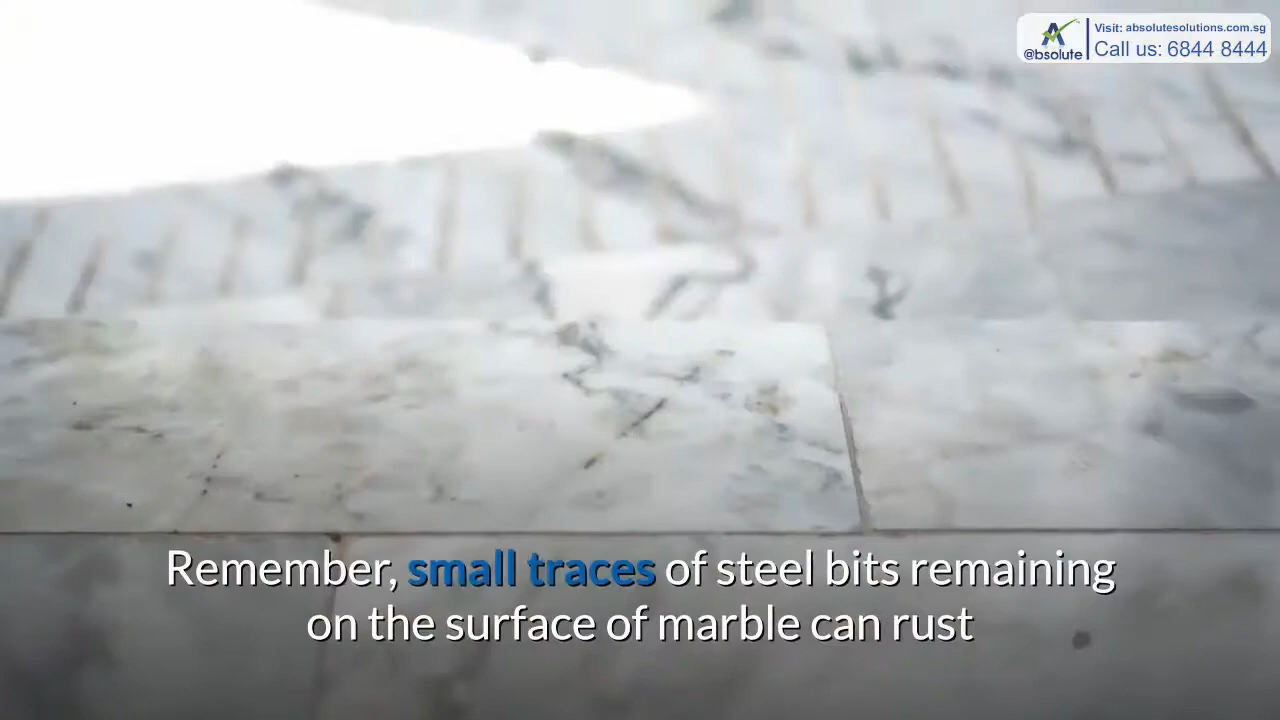 Visit: absolutesolutions.com.sg
@bsolute
Call us: 6844 8444
Remember, small traces of steel bits remaining
on the surface of marble can rust